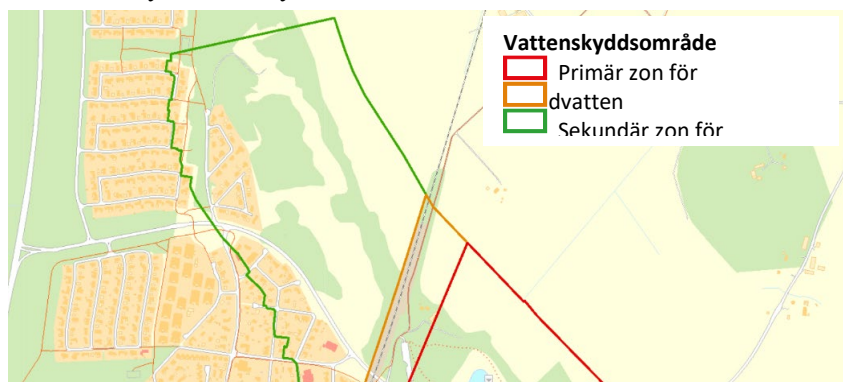 Vattenskyddsområde
Primär zon för
dvatten
Sekundär zon för